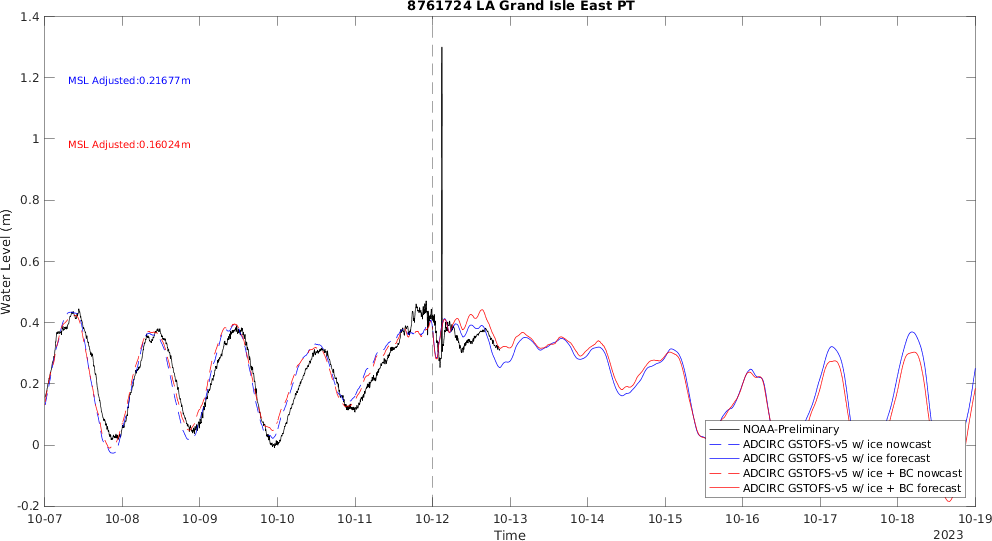 8761724 LA Grand Isle East PT
1.4
1.2
1
0.8
0.6
0.4
0.2
0
-0.2
Water Level (m)
MSL Adjusted:0.21677m
MSL Adjusted:0.16024m
NOAA-Preliminary
ADCIRC GSTOFS-v5 w/ ice nowcast
ADCIRC GSTOFS-v5 w/ ice forecast
ADCIRC GSTOFS-v5 w/ ice + BC nowcast
ADCIRC GSTOFS-v5 w/ ice + BC forecast
10-07 10-08 10-09 10-10 10-11 10-12 10-13 10-14 10-15 10-16 10-17 10-18 10-19
Time
2023